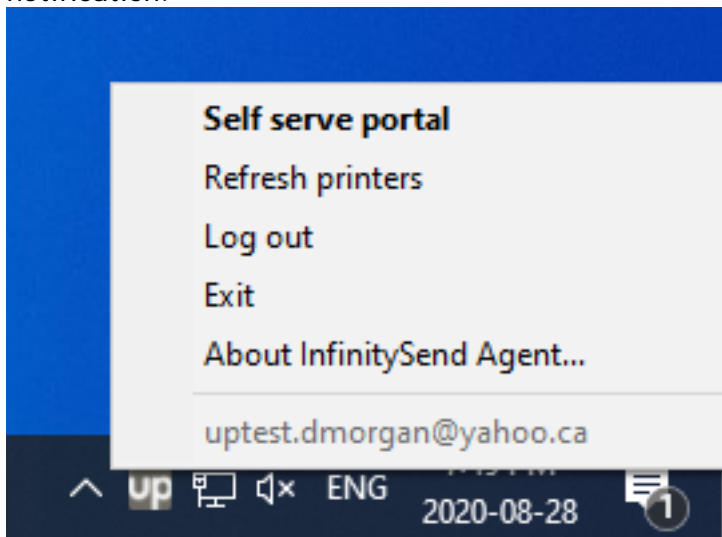 Self serve portal
Refresh printers
Log out
Exit
About InfinitySend Agent...
uptest.dmorgan@yahoo.ca
up
ENG
2020-08-28
1